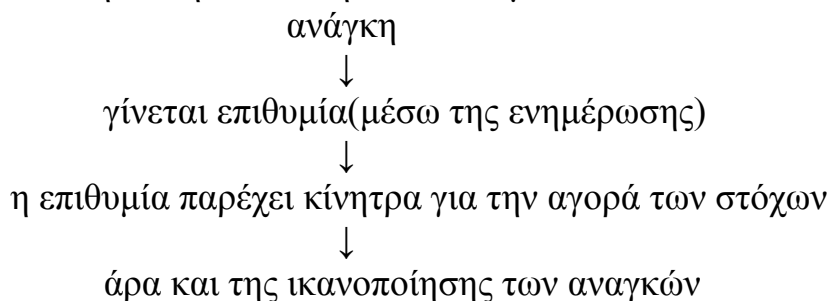 ανάγκη
↓
γίνεται επιθυμία(μέσω της ενημέρωσης)
↓
η επιθυμία παρέχει κίνητρα για την αγορά των στόχων
↓
άρα και της ικανοποίησης των αναγκών